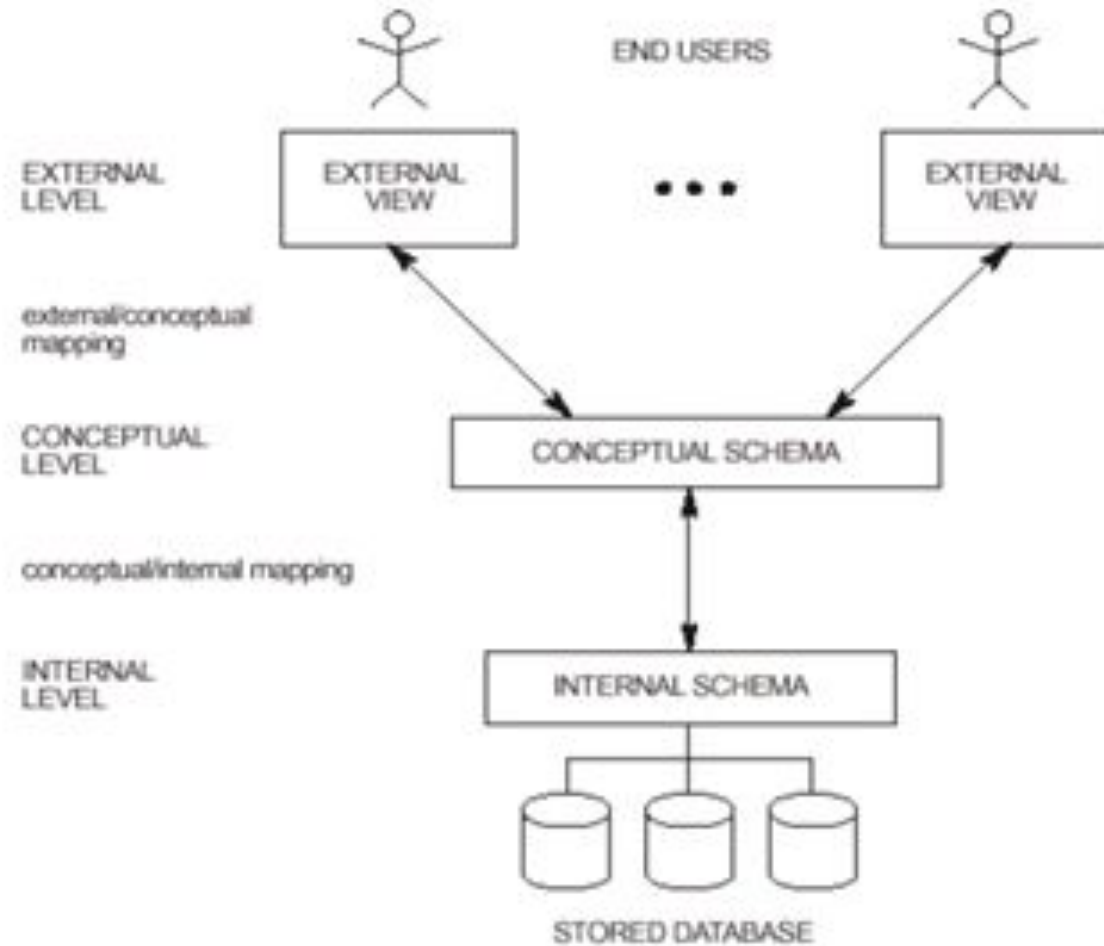 END USERS
EXTERNAL
LEVEL
EXTERNAL
VIEW
EXTERNAL
VIEW
external/conceptual
mapping
CONCEPTUAL
LEVEL
CONCEPTUAL SCHEMA
conceptual/internal mapping
INTERNAL
LEVEL
INTERNAL SCHEMA
STORED DATABASE